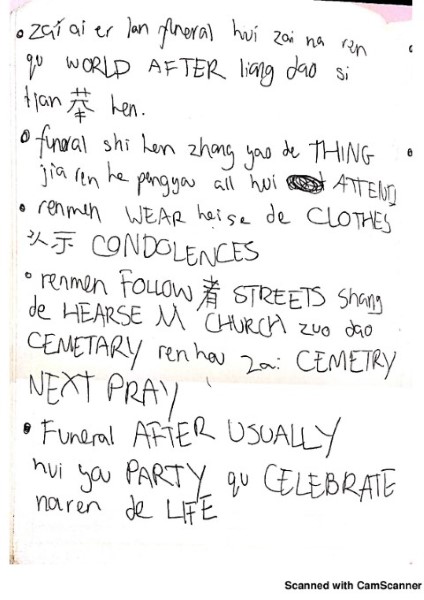 • zai ai er lan funeral hui zai na ren
qu WORLD AFTER liang dao si
tian 举 hen.
• funeral shi hen zhong yao de THING
jia ren he pengyou all hui ATTEND
• renmen WEAR heise de CLOTHES
以示 CONDOLENCES
• renmen FOLLOW 着 STREETS shang
de HEARSE 从 CHURCH zuo dao
CEMETARY ren hou zai CEMETRY
NEXT PRAY
• Funeral AFTER USUALLY
hui you PARTY qu CELEBRATE
naren de LIFE
Scanned with CamScanner